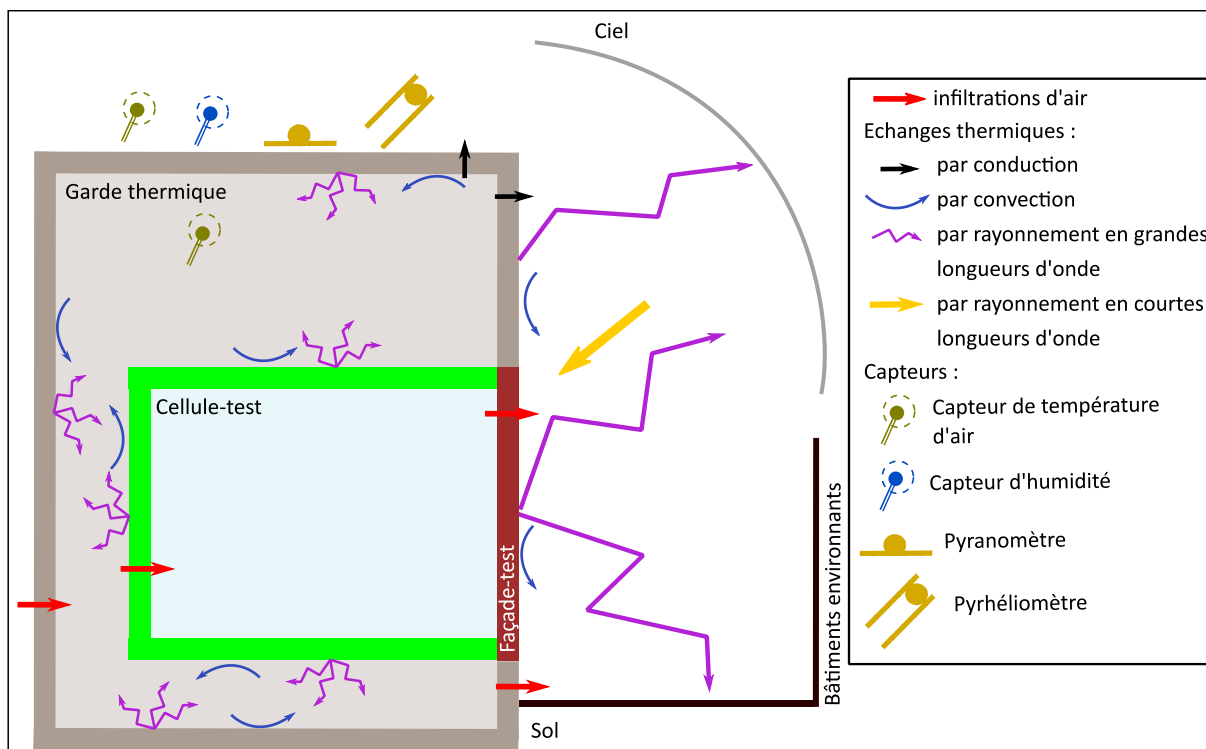 Ciel
Garde thermique
Cellule-test
Façade-test
Bâtiments environnants
Sol
infiltrations d'air
Echanges thermiques :
par conduction
par convection
par rayonnement en grandes
longueurs d'onde
par rayonnement en courtes
longueurs d'onde
Capteurs :
Capteur de température
d'air
Capteur d'humidité
Pyranomètre
Pyrhéliomètre